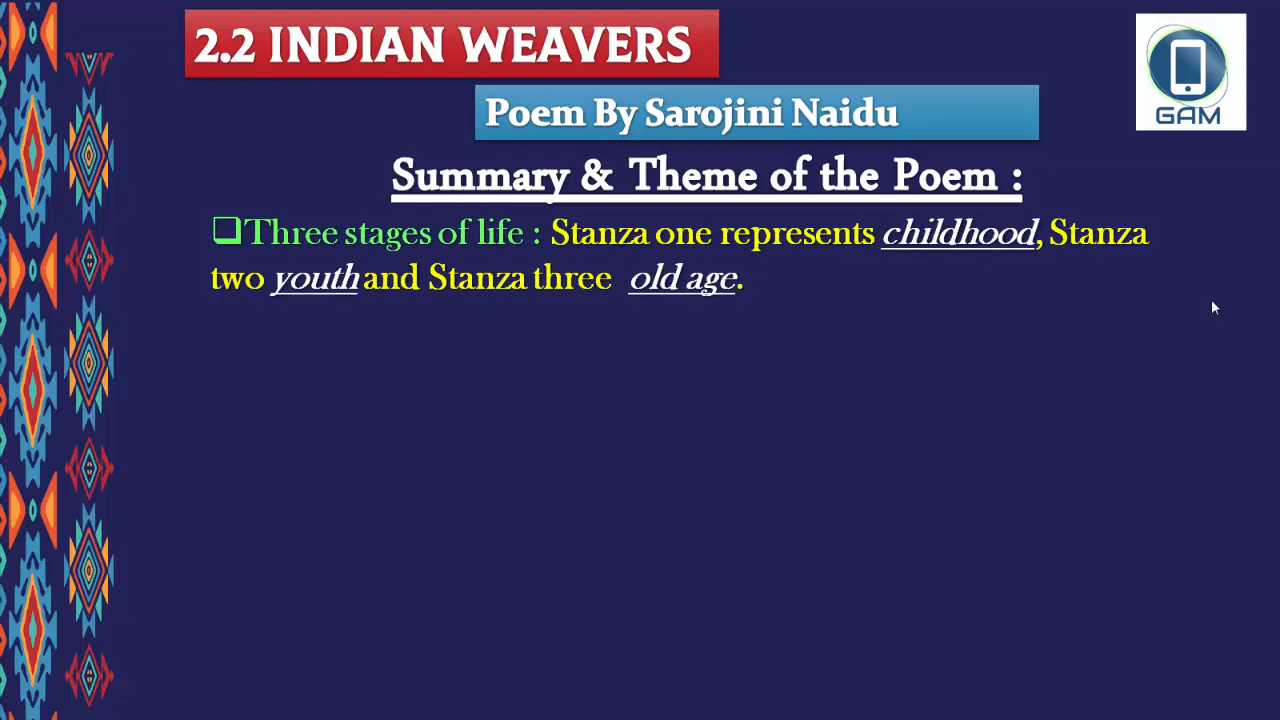 2.2 INDIAN WEAVERS
GAM
Poem By Sarojini Naidu
Summary & Theme of the Poem :
❑Three stages of life : Stanza one represents childhood, Stanza
two youth and Stanza three old age.